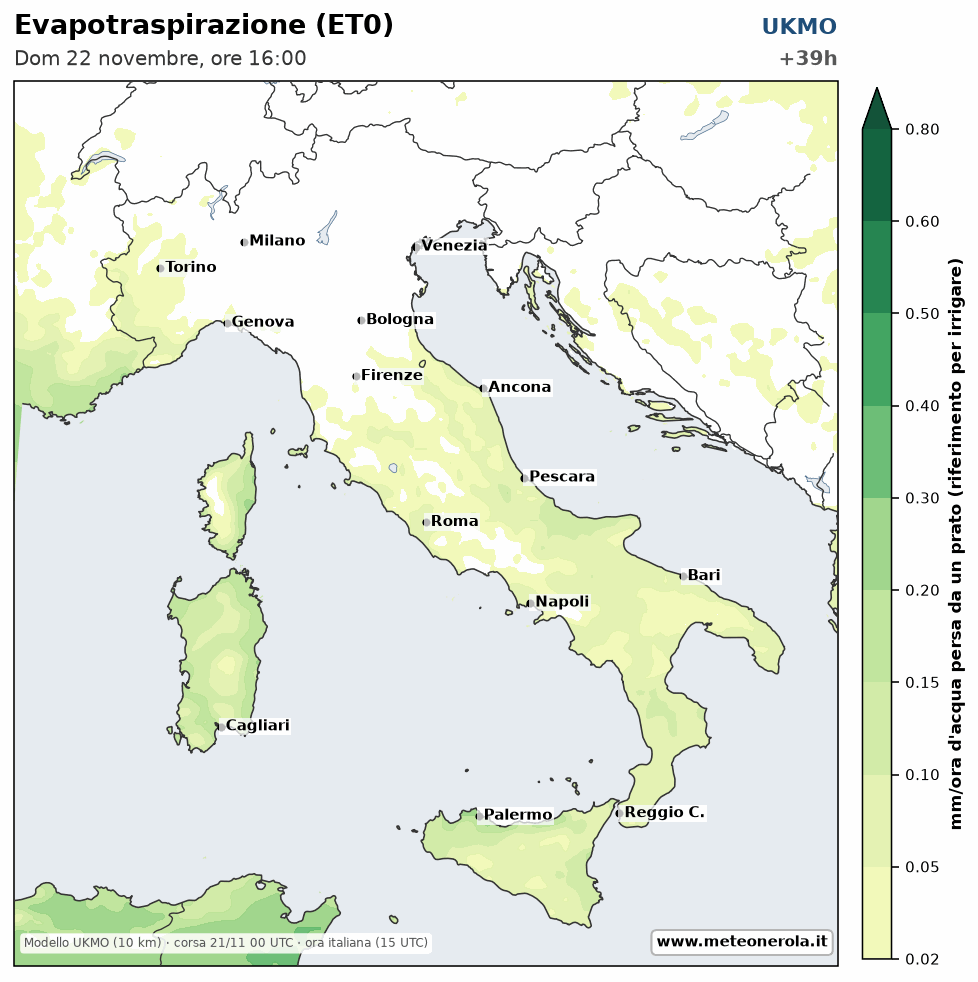 Evapotraspirazione (ET0)
UKMO
Dom 22 novembre, ore 16:00
+39h
Milano
Venezia
Torino
Genova
Bologna
Firenze
Ancona
Pescara
Roma
Bari
Napoli
Cagliari
Palermo
Reggio C.
0.80
0.60
0.50
0.40
0.30
0.20
0.15
0.10
0.05
0.02
mm/ora d'acqua persa da un prato (riferimento per irrigare)
Modello UKMO (10 km) · corsa 21/11 00 UTC · ora italiana (15 UTC)
www.meteonerola.it